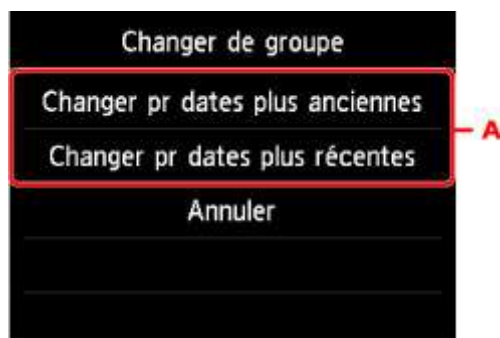 Changer de groupe
Changer pr dates plus anciennes
A
Changer pr dates plus récentes
Annuler